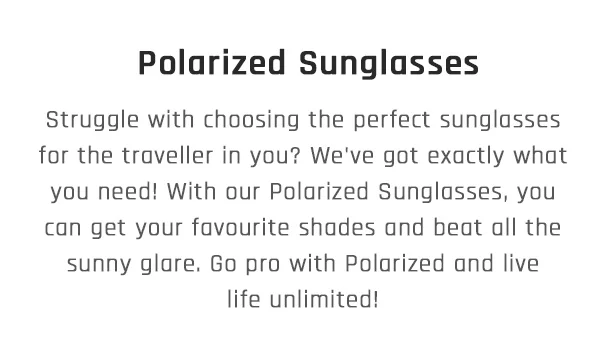 Polarized Sunglasses
Struggle with choosing the perfect sunglasses
for the traveller in you? We've got exactly what
you need! With our Polarized Sunglasses, you
can get your favourite shades and beat all the
sunny glare. Go pro with Polarized and live
life unlimited!